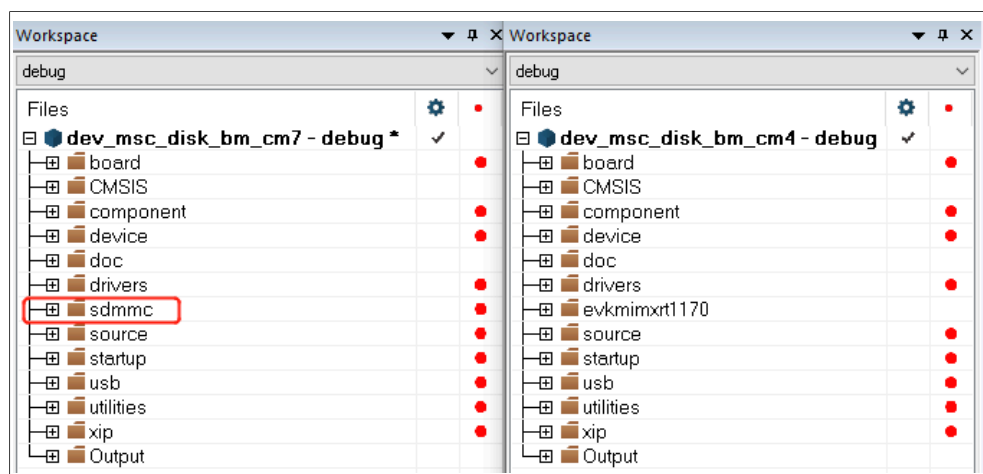 Workspace
debug
Files
dev_msc_disk_bm_cm7 - debug *
board
CMSIS
component
device
doc
drivers
sdmmc
source
startup
usb
utilities
xip
Output
Workspace
debug
Files
dev_msc_disk_bm_cm4 - debug
board
CMSIS
component
device
doc
drivers
evkmimxrt1170
source
startup
usb
utilities
xip
Output